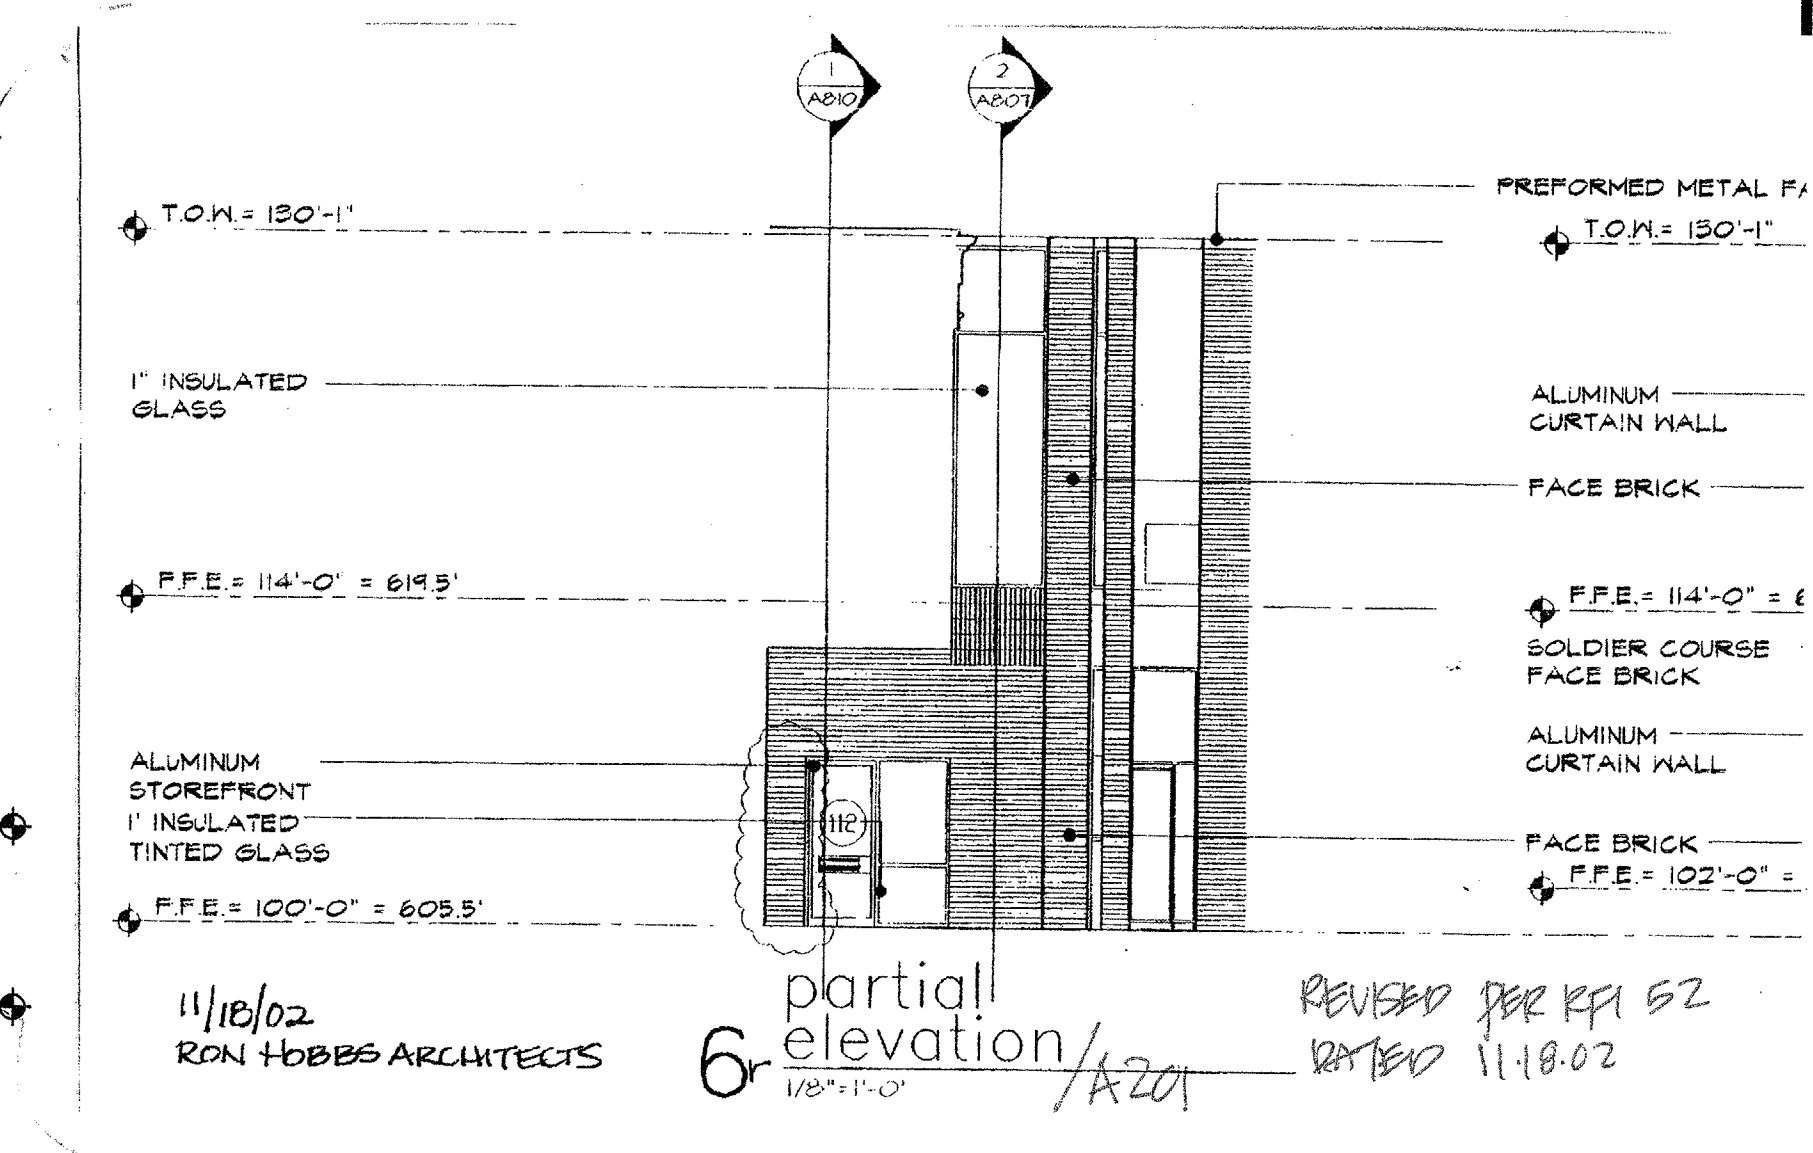 1
A810
2
A807
PREFORMED METAL
T.O.W.= 130'-1"
T.O.W.= 130'-1"
1" INSULATED
GLASS
ALUMINUM
CURTAIN WALL
FACE BRICK
F.F.E.= 114'-0" = 619.5'
F.F.E.= 114'-0" =
SOLDIER COURSE
FACE BRICK
ALUMINUM
STOREFRONT
1" INSULATED
TINTED GLASS
112
ALUMINUM
CURTAIN WALL
FACE BRICK
F.F.E.= 102'-0" =
F.F.E.= 100'-0" = 605.5'
11/18/02
RON HOBBS ARCHITECTS
6r
partial
elevation
/A201
1/8"=1'-0"
REVISED PER RFI 52
DATED 11.18.02